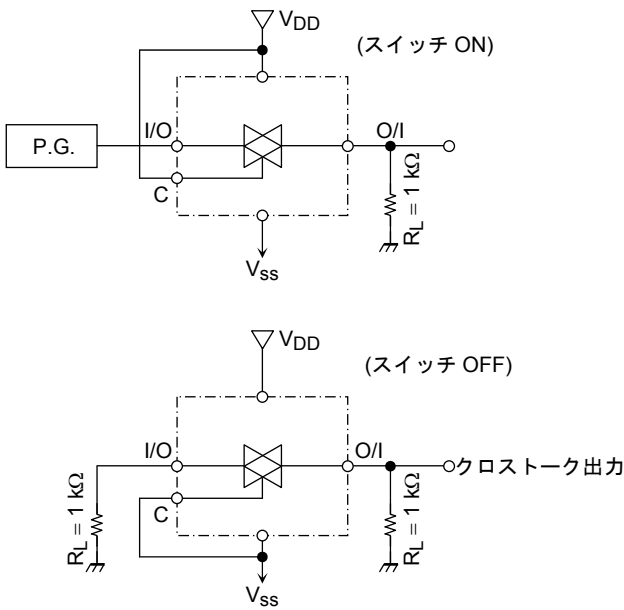 VDD
(スイッチ ON)
I/O
O/I
P.G.
C
RL = 1 kΩ
Vss
VDD
(スイッチ OFF)
I/O
O/I
クロストーク出力
C
RL = 1 kΩ
RL = 1 kΩ
Vss